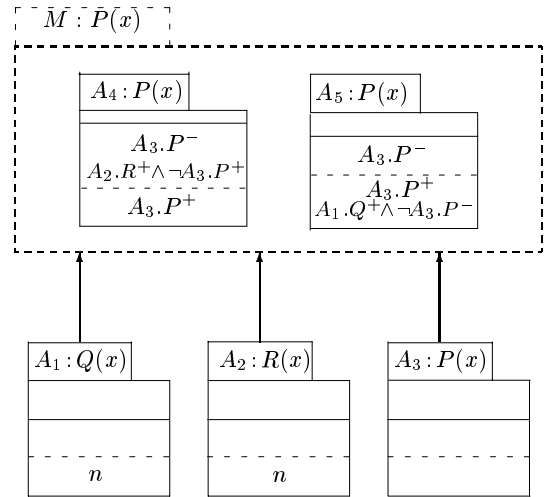 M : P(x)
A₄ : P(x)
A₃.P⁻
A₂.R⁺ ∧ ¬A₃.P⁺
A₃.P⁺
A₅ : P(x)
A₃.P⁻
A₃.P⁺
A₁.Q⁺ ∧ ¬A₃.P⁻
A₁ : Q(x)
n
A₂ : R(x)
n
A₃ : P(x)